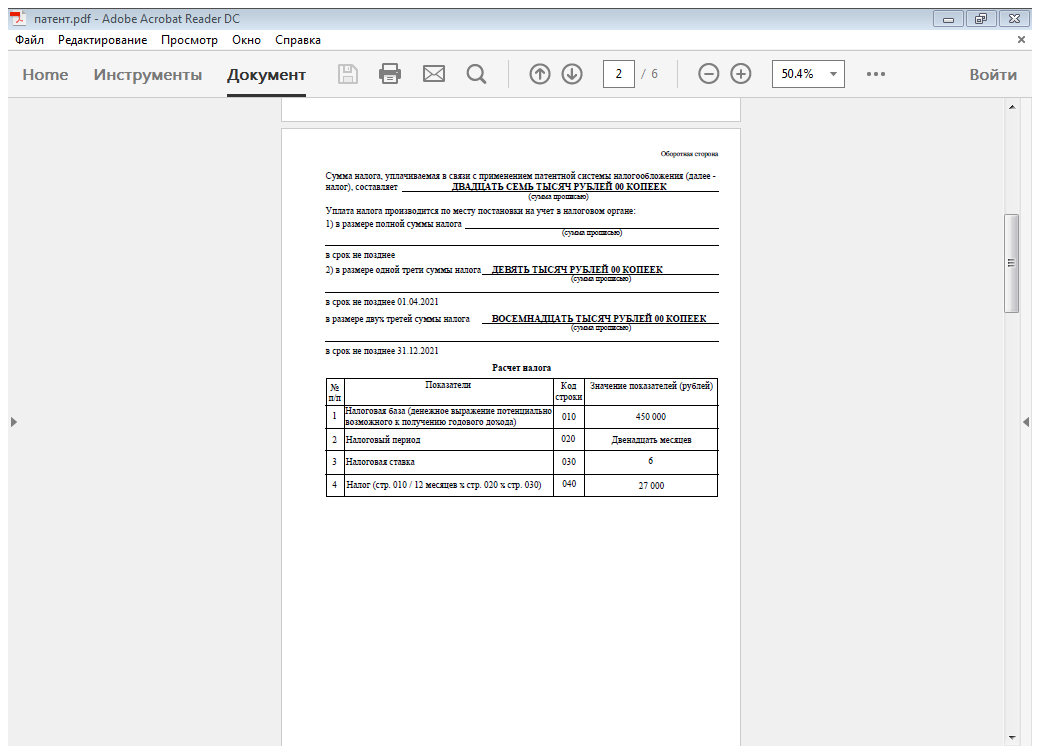 патент.pdf - Adobe Acrobat Reader DC
Файл Редактирование Просмотр Окно Справка
Home Инструменты Документ 2 / 6 50.4% Войти
Оборотная сторона
Сумма налога, уплачиваемая в связи с применением патентной системы налогообложения (далее -
налог), составляет ДВАДЦАТЬ СЕМЬ ТЫСЯЧ РУБЛЕЙ 00 КОПЕЕК
(сумма прописью)
Уплата налога производится по месту постановки на учет в налоговом органе:
1) в размере полной суммы налога
(сумма прописью)
в срок не позднее
2) в размере одной трети суммы налога ДЕВЯТЬ ТЫСЯЧ РУБЛЕЙ 00 КОПЕЕК
(сумма прописью)
в срок не позднее 01.04.2021
в размере двух третей суммы налога ВОСЕМНАДЦАТЬ ТЫСЯЧ РУБЛЕЙ 00 КОПЕЕК
(сумма прописью)
в срок не позднее 31.12.2021
Расчет налога
№ п/п Показатели Код строки Значение показателей (рублей)
1 Налоговая база (денежное выражение потенциально возможного к получению годового дохода) 010 450 000
2 Налоговый период 020 Двенадцать месяцев
3 Налоговая ставка 030 6
4 Налог (стр. 010 / 12 месяцев x стр. 020 x стр. 030) 040 27 000